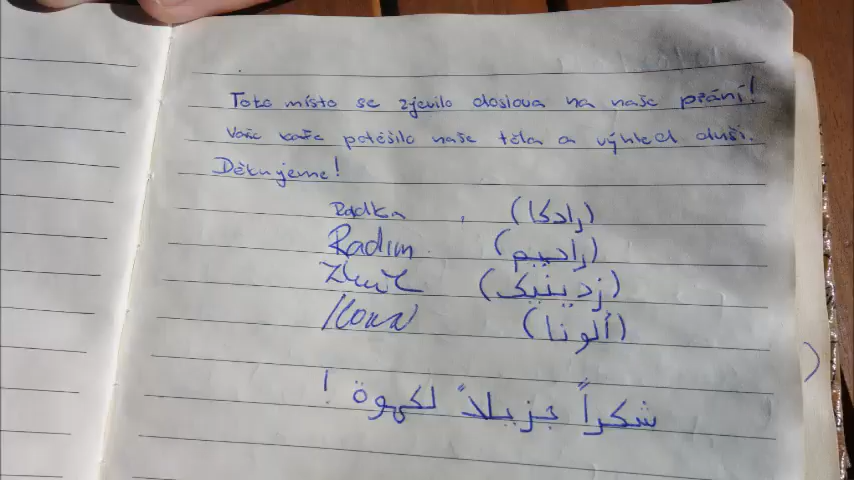 Toto místo se zjevilo doslova na naše přání!
Vaše kafe potěšilo naše těla a výhled duši.
Děkujeme!
Radka (رادكا)
Radim (راديم)
Zdeněk (زدينيك)
Ilona (ألونا)
شكراً جزيلاً لكهوة !